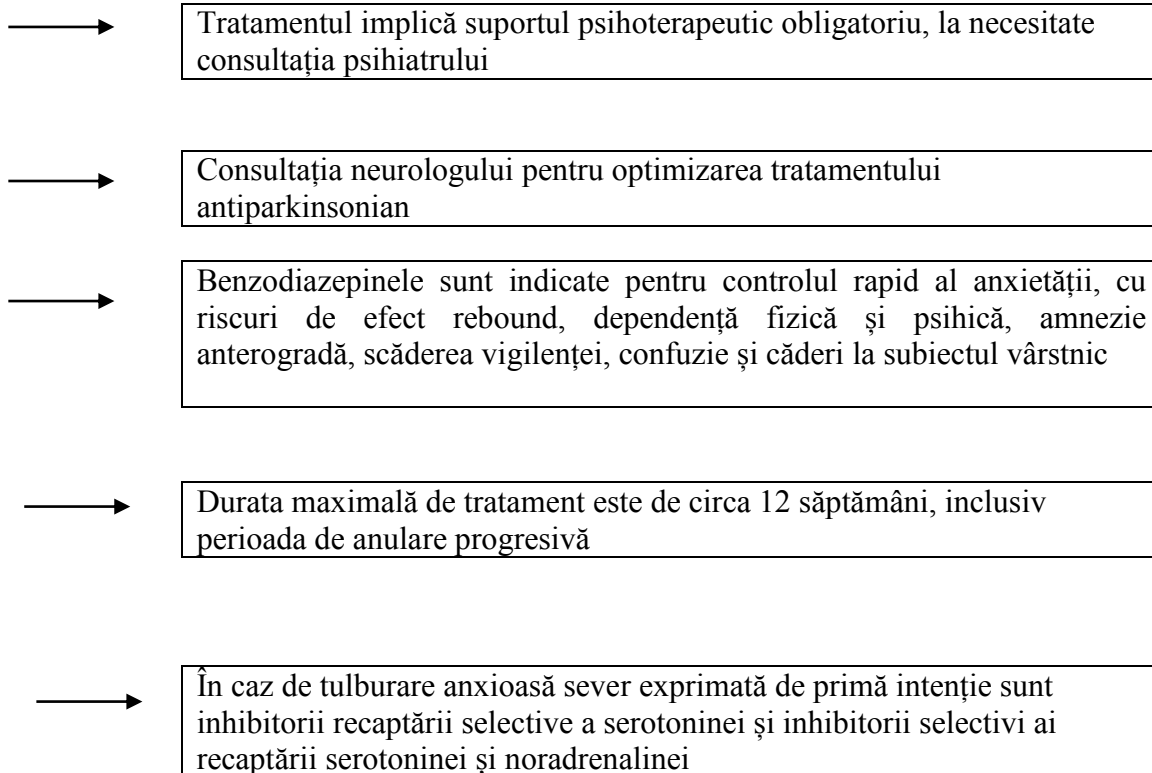 Tratamentul implică suportul psihoterapeutic obligatoriu, la necesitate
consultația psihiatrului
Consultația neurologului pentru optimizarea tratamentului
antiparkinsonian
Benzodiazepinele sunt indicate pentru controlul rapid al anxietății, cu
riscuri de efect rebound, dependență fizică și psihică, amnezie
anterogradă, scăderea vigilenței, confuzie și căderi la subiectul vârstnic
Durata maximală de tratament este de circa 12 săptămâni, inclusiv
perioada de anulare progresivă
În caz de tulburare anxioasă sever exprimată de primă intenție sunt
inhibitorii recaptării selective a serotoninei și inhibitorii selectivi ai
recaptării serotoninei și noradrenalinei